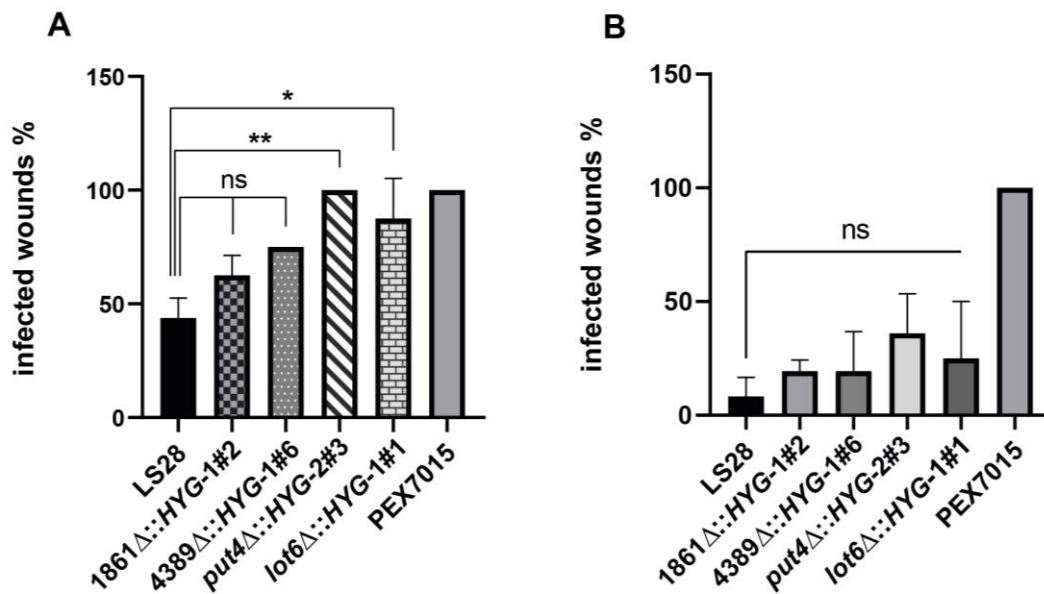 A
infected wounds %
150
100
50
0
*
**
ns
LS28
1861Δ::HYG-1#2
4389Δ::HYG-1#6
put4Δ::HYG-2#3
lot6Δ::HYG-1#1
PEX7015
B
infected wounds %
150
100
50
0
ns
LS28
1861Δ::HYG-1#2
4389Δ::HYG-1#6
put4Δ::HYG-2#3
lot6Δ::HYG-1#1
PEX7015